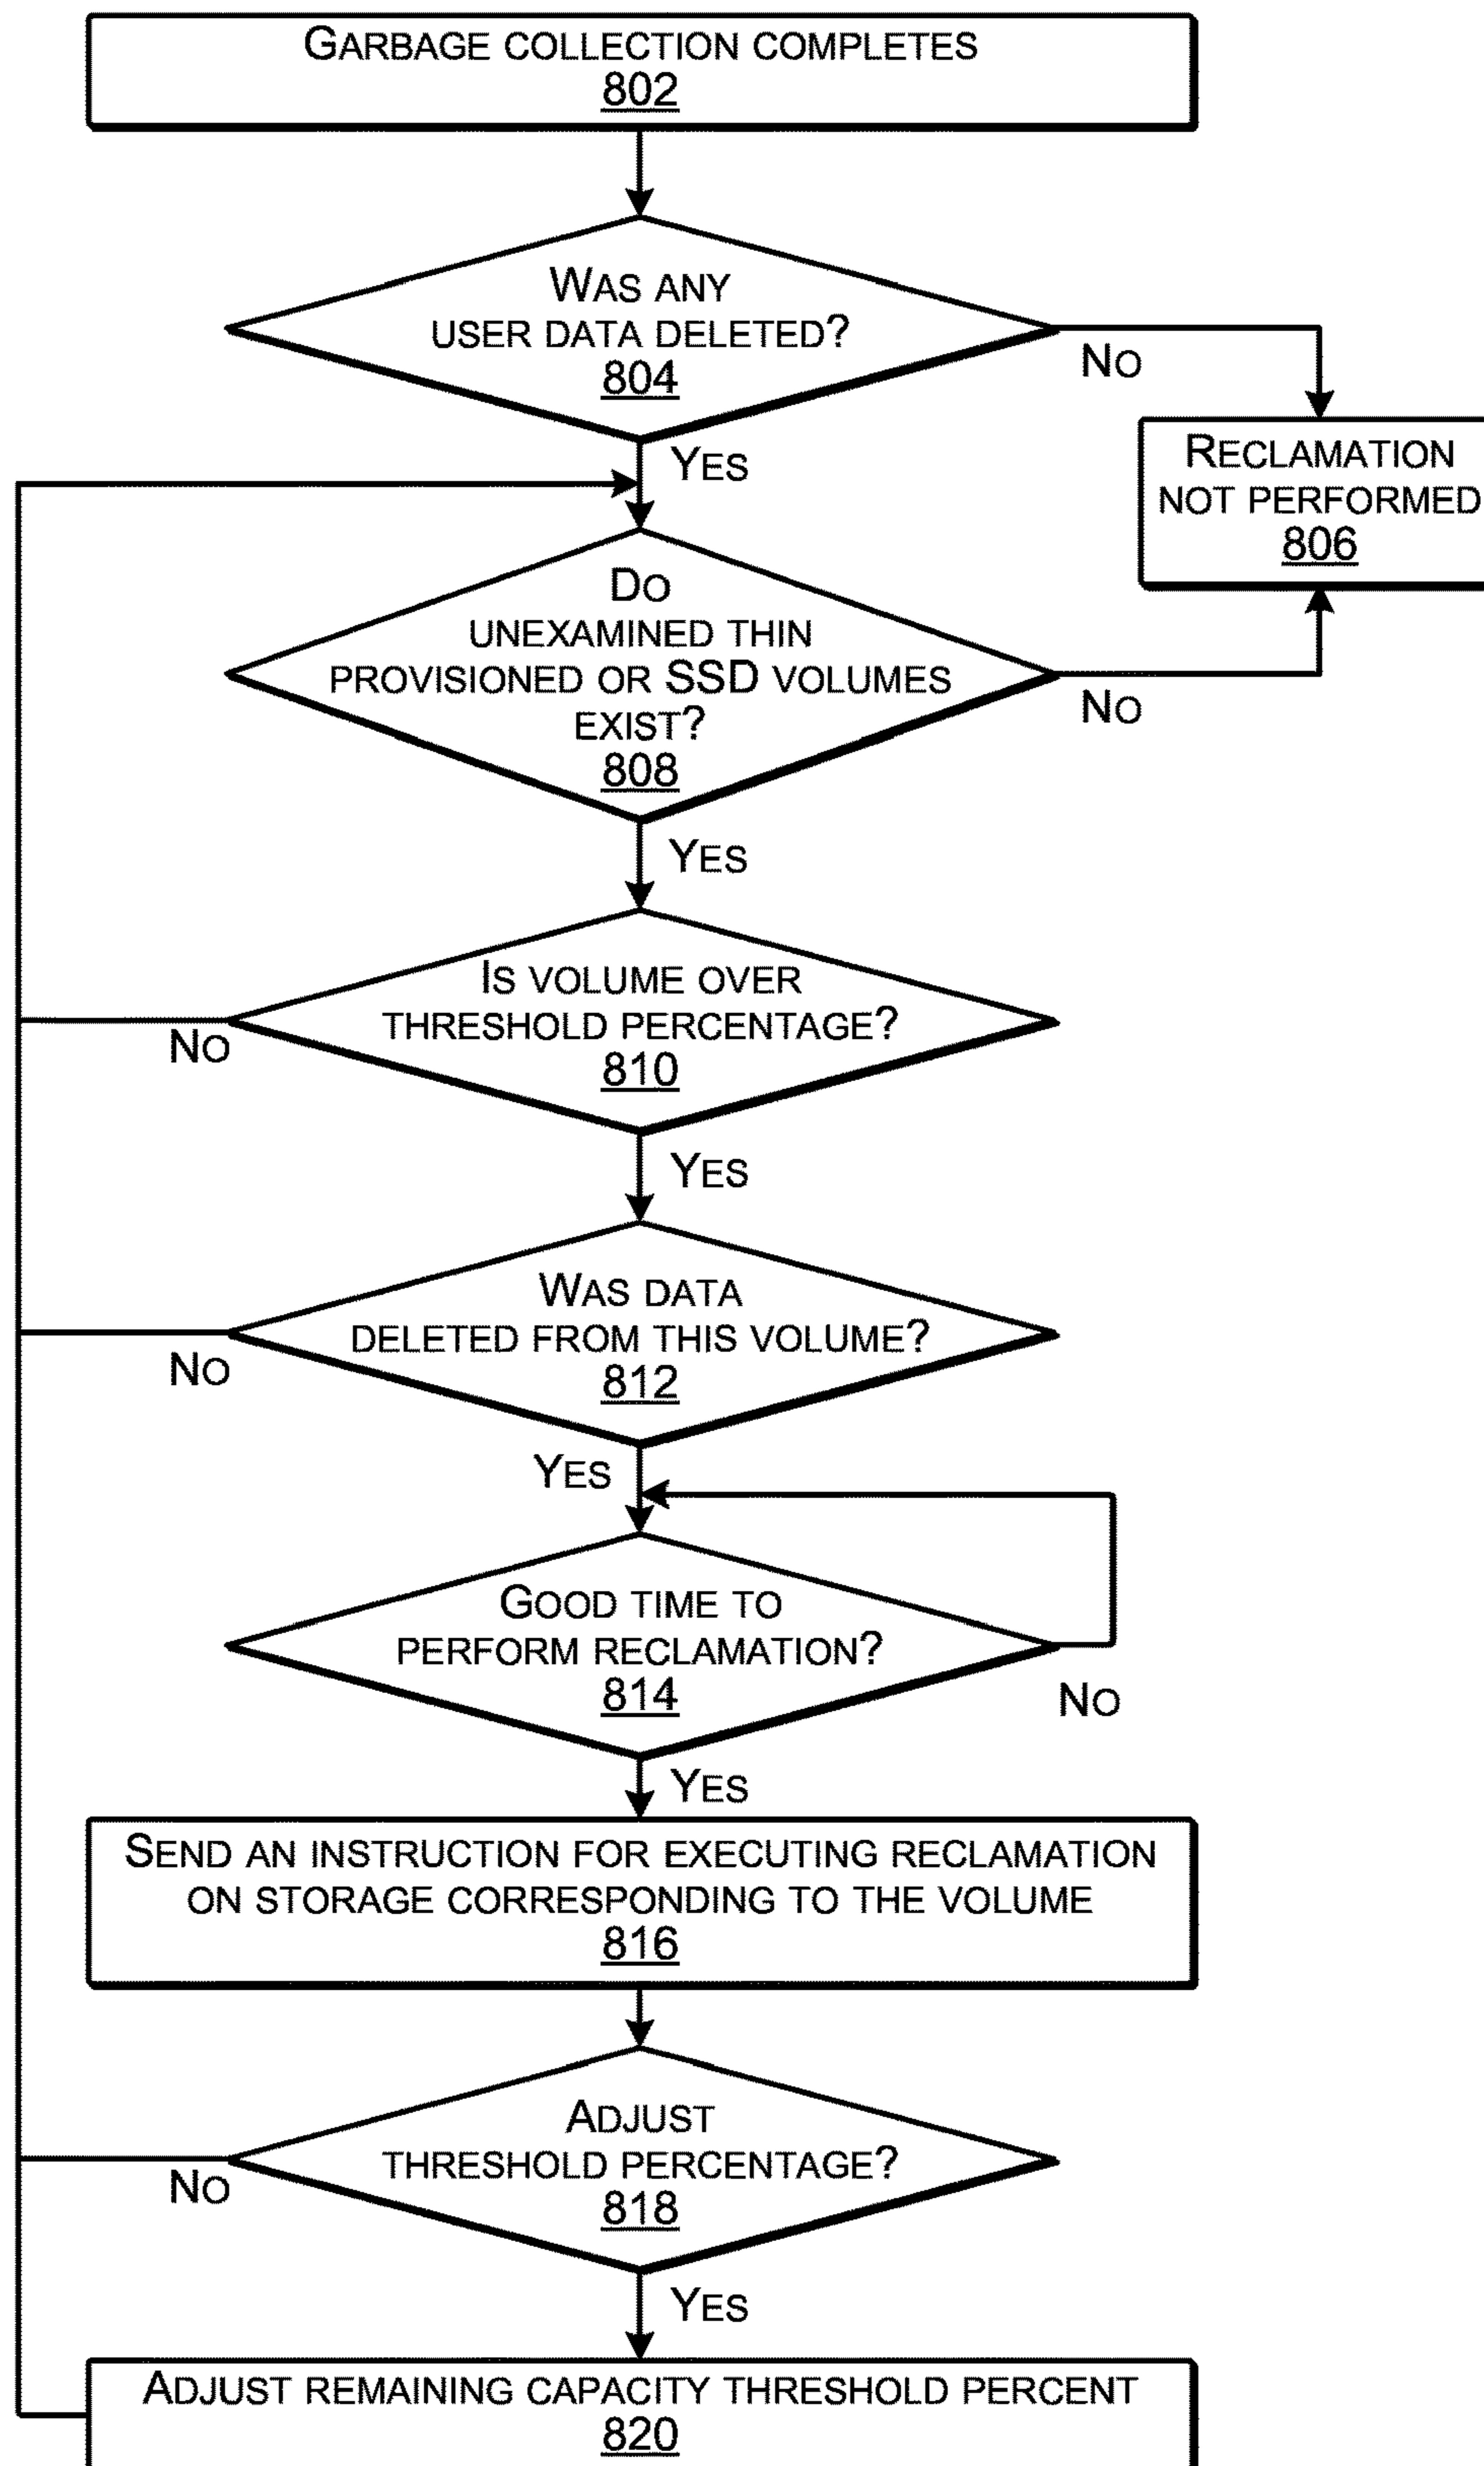 GARBAGE COLLECTION COMPLETES
802
WAS ANY
USER DATA DELETED?
804
NO
YES
RECLAMATION
NOT PERFORMED
806
DO
UNEXAMINED THIN
PROVISIONED OR SSD VOLUMES
EXIST?
808
NO
YES
IS VOLUME OVER
THRESHOLD PERCENTAGE?
810
NO
YES
WAS DATA
DELETED FROM THIS VOLUME?
812
NO
YES
GOOD TIME TO
PERFORM RECLAMATION?
814
NO
YES
SEND AN INSTRUCTION FOR EXECUTING RECLAMATION
ON STORAGE CORRESPONDING TO THE VOLUME
816
ADJUST
THRESHOLD PERCENTAGE?
818
NO
YES
ADJUST REMAINING CAPACITY THRESHOLD PERCENT
820